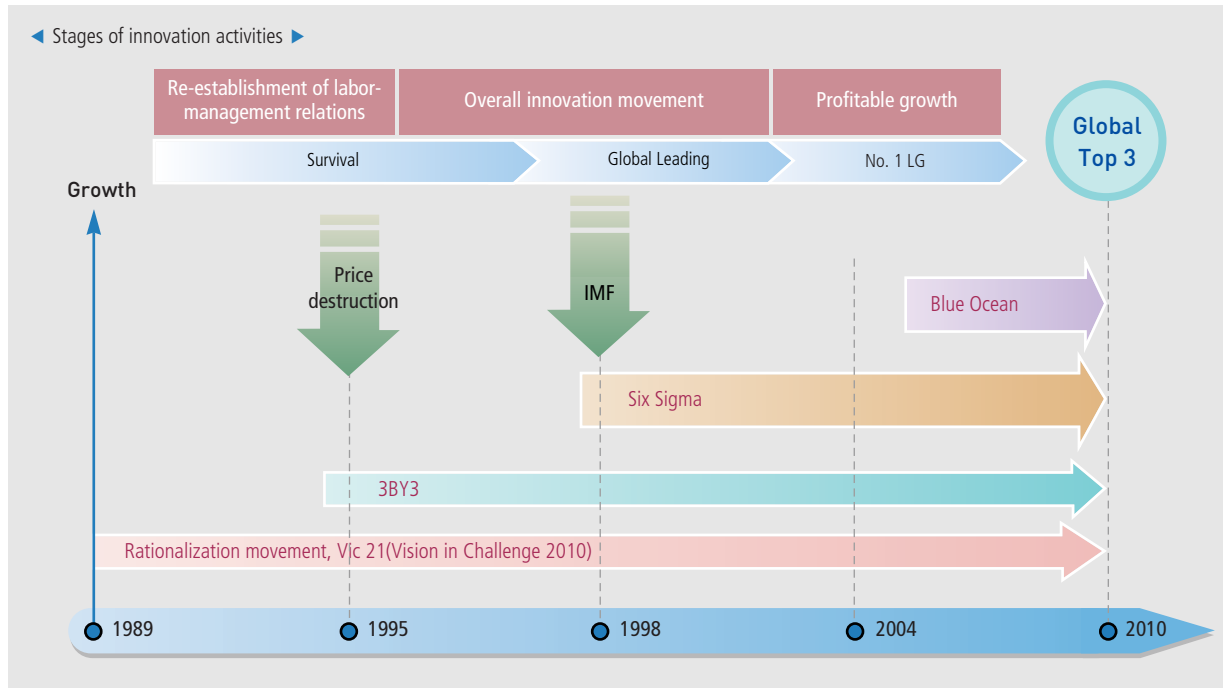 ◄ Stages of innovation activities ►
Re-establishment of labor-
management relations
Overall innovation movement
Profitable growth
Survival
Global Leading
No. 1 LG
Global
Top 3
Growth
Price
destruction
IMF
Blue Ocean
Six Sigma
3BY3
Rationalization movement, Vic 21(Vision in Challenge 2010)
1989
1995
1998
2004
2010